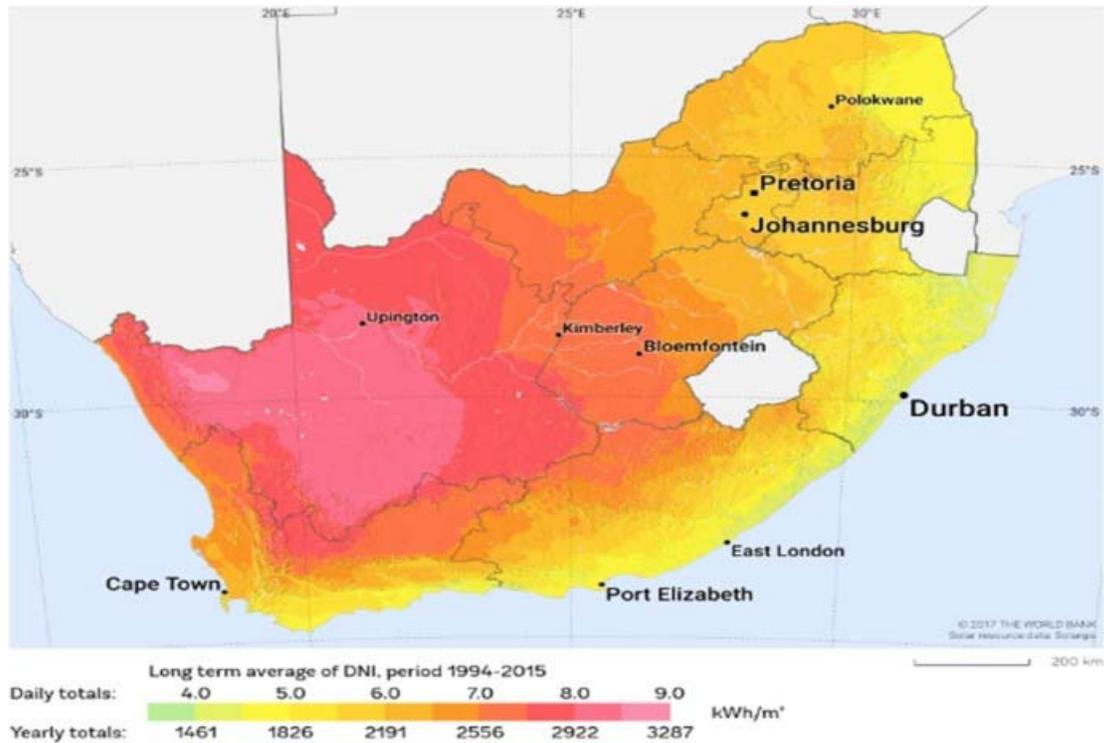 20°E 25°E 30°E
Polokwane
25°S 25°S
Pretoria
Johannesburg
Upington
Kimberley
Bloemfontein
30°S 30°S
Durban
East London
Cape Town
Port Elizabeth
© 2017 THE WORLD BANK
Solar resource data: Solargis
200 km
Long term average of DNI, period 1994-2015
Daily totals: 4.0 5.0 6.0 7.0 8.0 9.0
kWh/m²
Yearly totals: 1461 1826 2191 2556 2922 3287